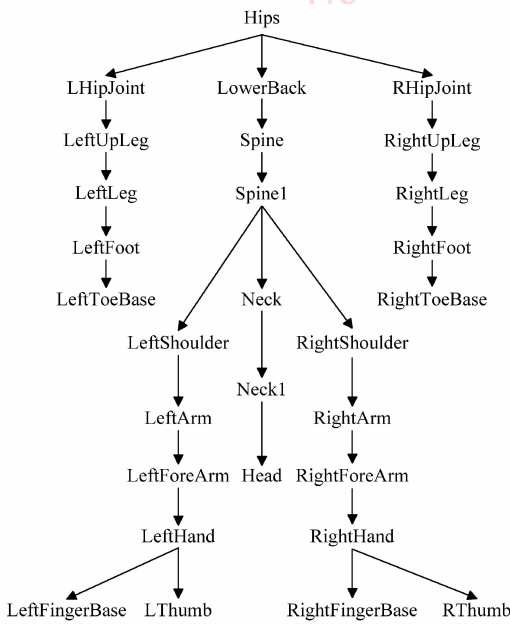 Hips
LHipJoint LowerBack RHipJoint
LeftUpLeg Spine RightUpLeg
LeftLeg Spine1 RightLeg
LeftFoot RightFoot
LeftToeBase Neck RightToeBase
LeftShoulder RightShoulder
Neck1
LeftArm RightArm
LeftForeArm Head RightForeArm
LeftHand RightHand
LeftFingerBase LThumb RightFingerBase RThumb